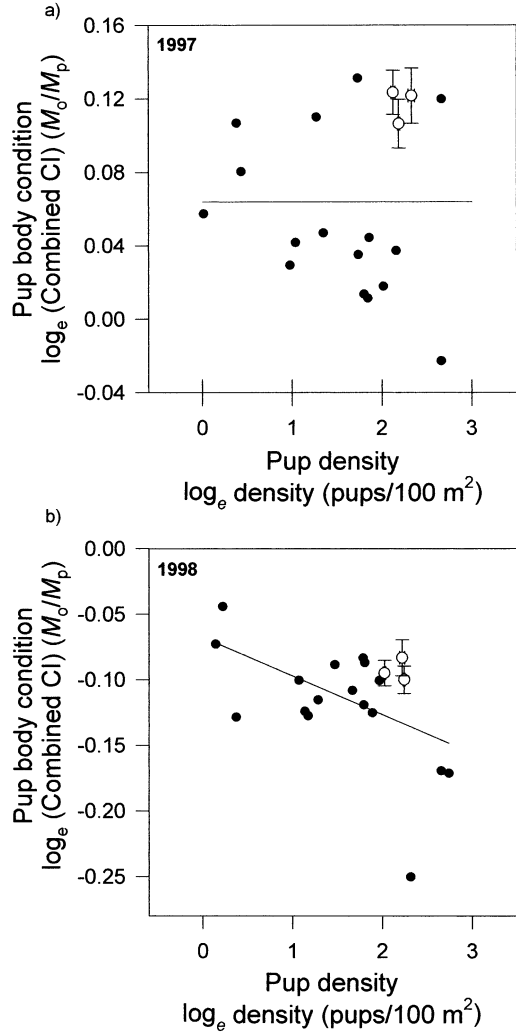 a)
1997
0.16
0.12
0.08
0.04
0.00
-0.04
Pup body condition
logₑ (Combined CI) (Mₒ/Mₚ)
0 1 2 3
Pup density
logₑ density (pups/100 m²)
b)
1998
0.00
-0.05
-0.10
-0.15
-0.20
-0.25
Pup body condition
logₑ (Combined CI) (Mₒ/Mₚ)
0 1 2 3
Pup density
logₑ density (pups/100 m²)